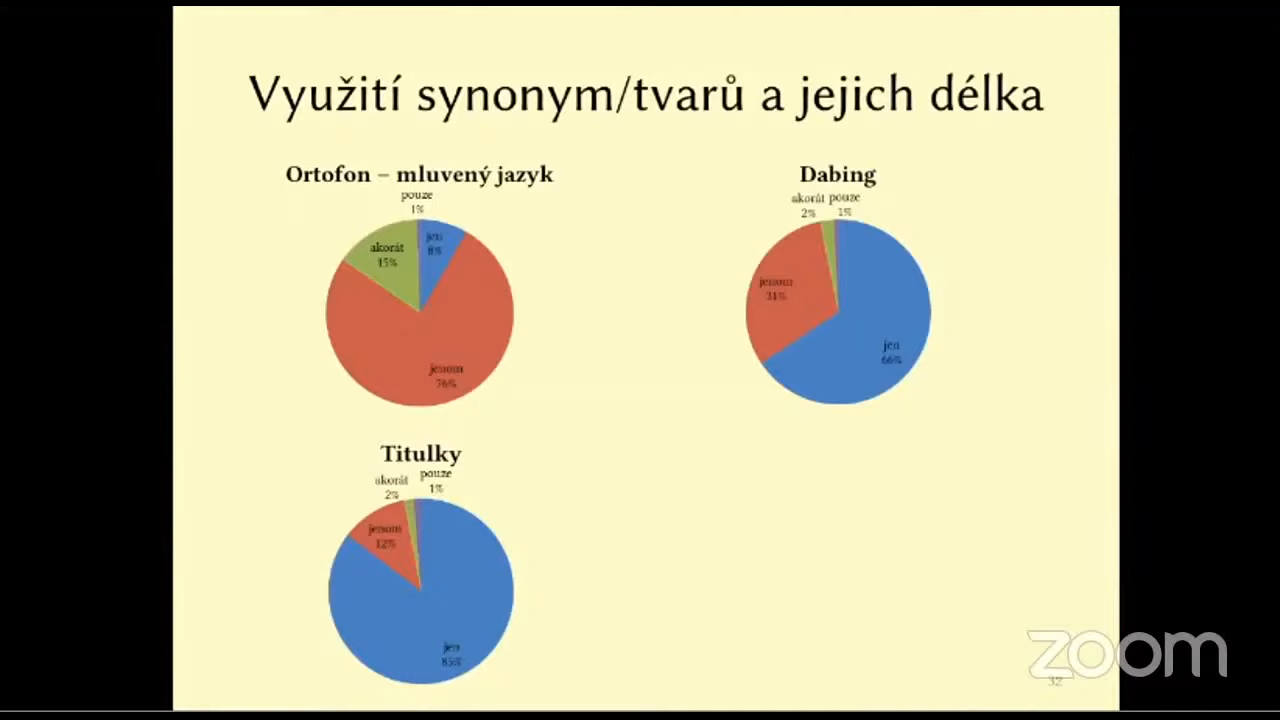 Využití synonym/tvarů a jejich délka
Ortofon – mluvený jazyk
pouze
1%
jen
8%
akorát
15%
jenom
76%
Dabing
akorát pouze
2% 1%
jenom
31%
jen
66%
Titulky
akorát
2%
pouze
1%
jenom
12%
jen
85%
zoom
32